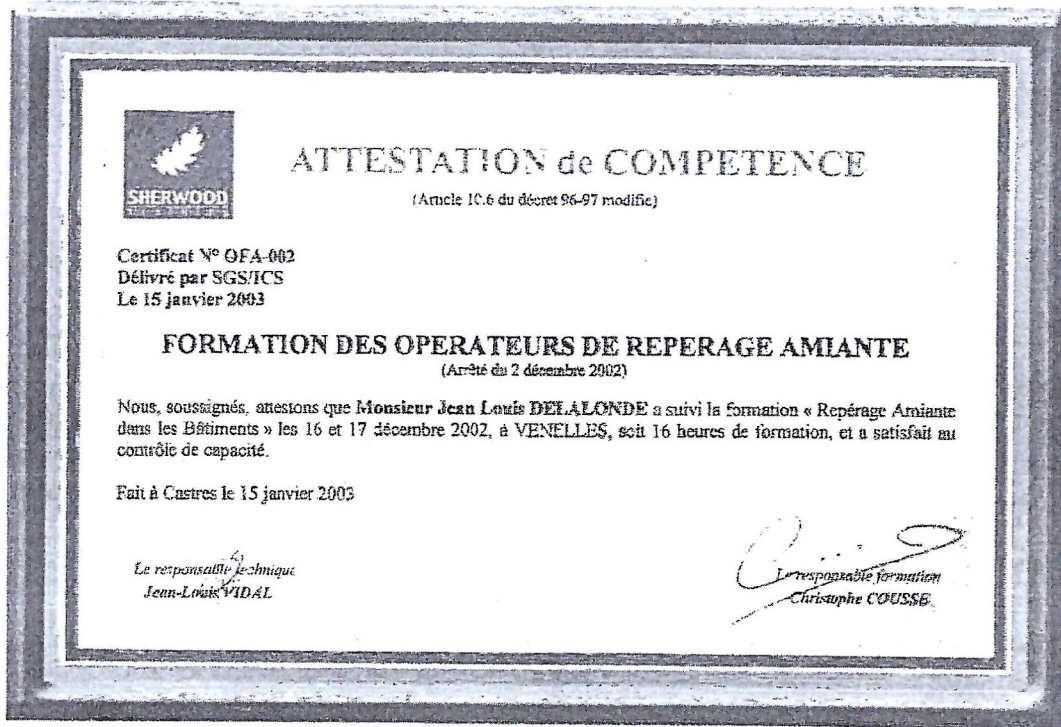 SHERWOOD
ATTESTATION de COMPETENCE
(Article 10.6 du décret 96-97 modifie)
Certificat N° OFA-002
Délivré par SGS/ICS
Le 15 janvier 2003
FORMATION DES OPERATEURS DE REPERAGE AMIANTE
(Arrêté du 2 décembre 2002)
Nous, soussignés, attestons que Monsieur Jean Louis DELALONDE a suivi la formation « Repérage Amiante
dans les Bâtiments » les 16 et 17 décembre 2002, à VENELLES, soit 16 heures de formation, et a satisfait au
contrôle de capacité.
Fait à Castres le 15 janvier 2003
Le responsable technique
Jean-Louis VIDAL
Le responsable formation
Christophe COUSSE